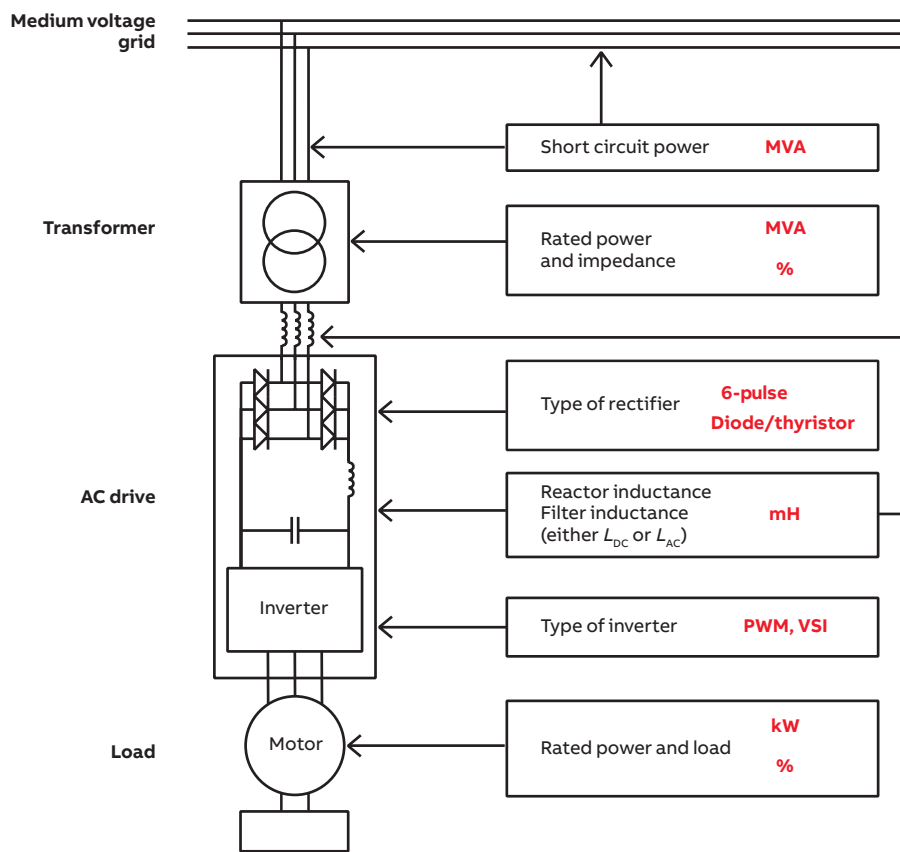 Medium voltage
grid
Short circuit power MVA
Transformer
Rated power
and impedance
MVA
%
Type of rectifier
6-pulse
Diode/thyristor
AC drive
Reactor inductance
Filter inductance
(either L_DC or L_AC)
mH
Inverter
Type of inverter PWM, VSI
Load
Motor
Rated power and load
kW
%